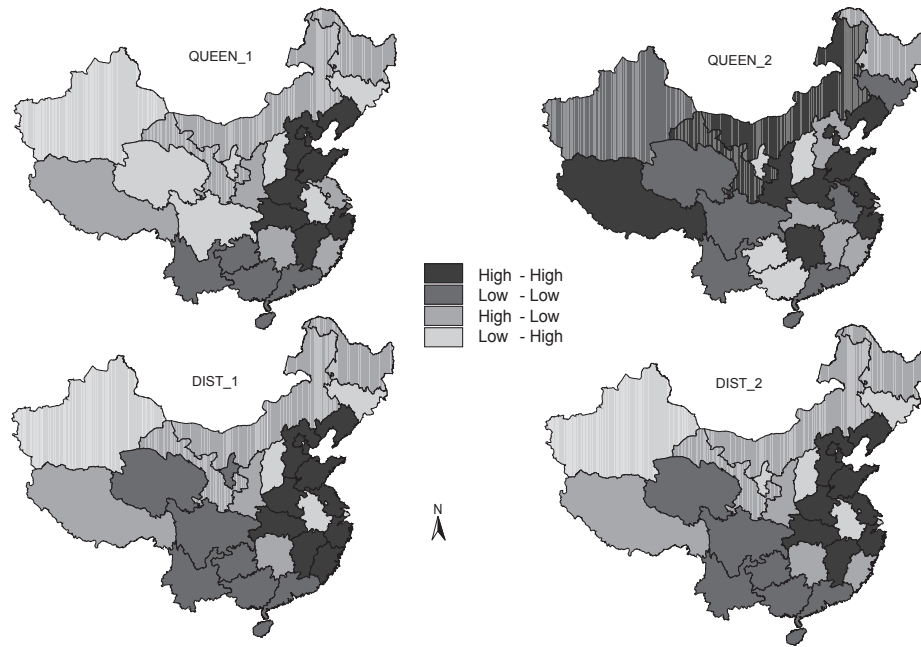 QUEEN_1
QUEEN_2
High - High
Low - Low
High - Low
Low - High
DIST_1
DIST_2
N